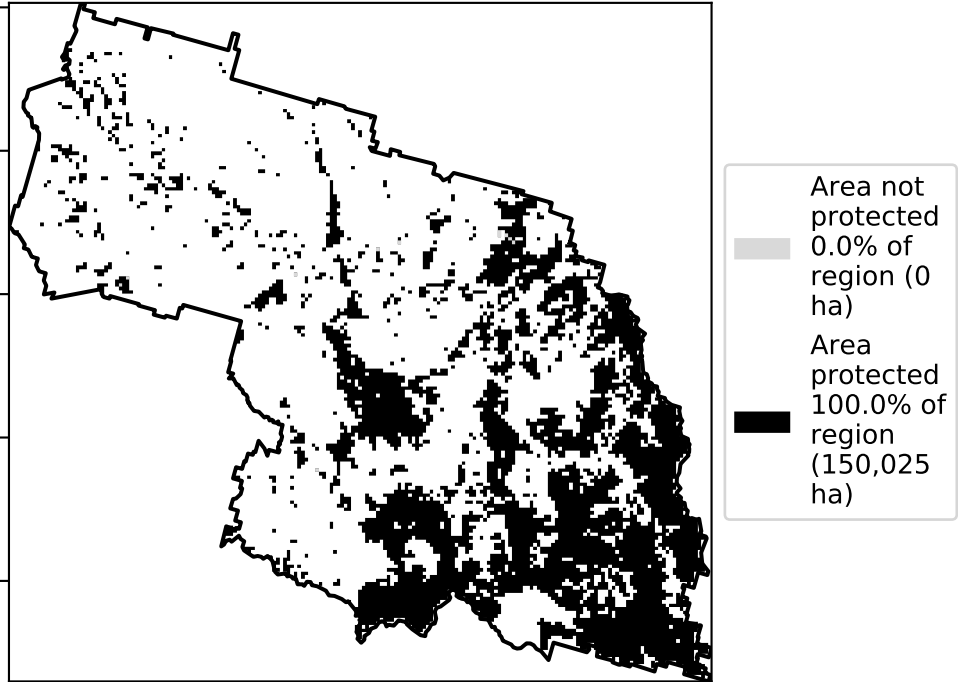 Area not
protected
0.0% of
region (0
ha)
Area
protected
100.0% of
region
(150,025
ha)